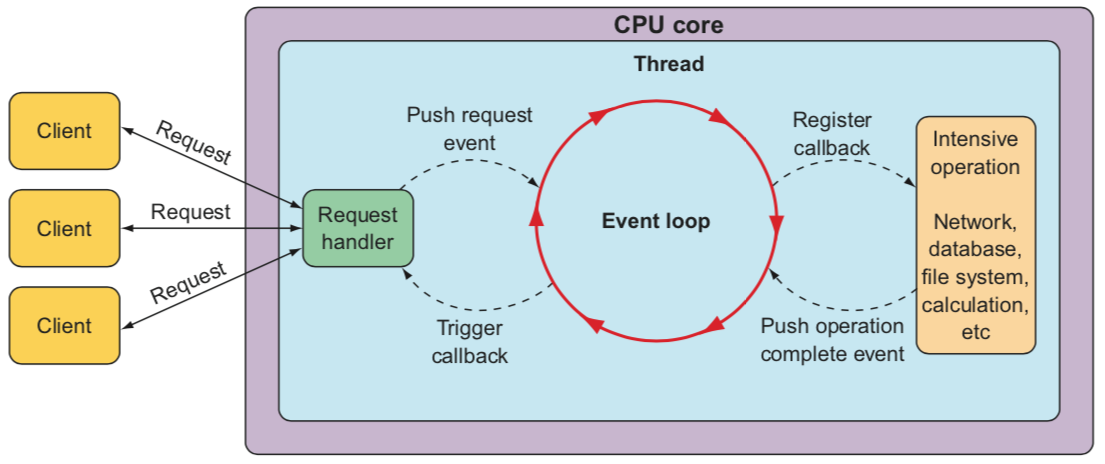 CPU core
Thread
Client
Client
Client
Request
Request
Request
Request
handler
Push request
event
Trigger
callback
Event loop
Register
callback
Push operation
complete event
Intensive
operation
Network,
database,
file system,
calculation,
etc